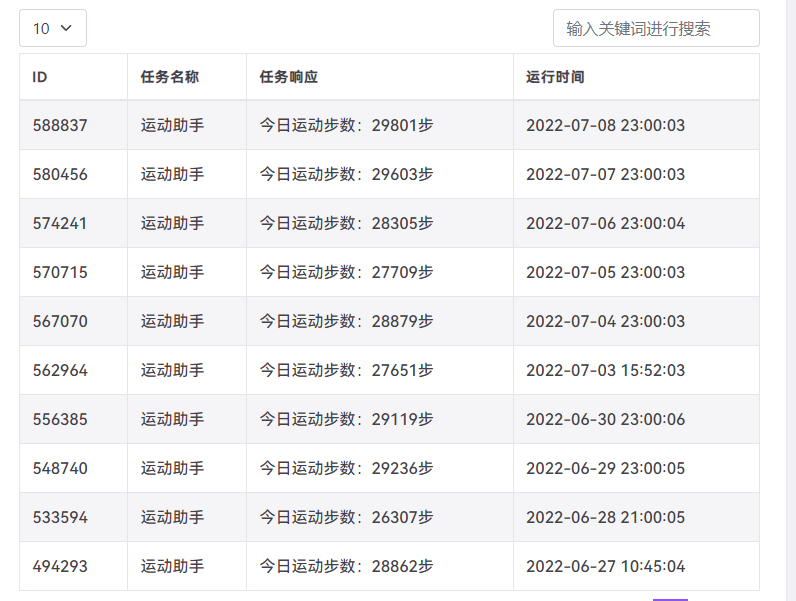 10 输入关键词进行搜索
ID 任务名称 任务响应 运行时间
588837 运动助手 今日运动步数：29801步 2022-07-08 23:00:03
580456 运动助手 今日运动步数：29603步 2022-07-07 23:00:03
574241 运动助手 今日运动步数：28305步 2022-07-06 23:00:04
570715 运动助手 今日运动步数：27709步 2022-07-05 23:00:03
567070 运动助手 今日运动步数：28879步 2022-07-04 23:00:03
562964 运动助手 今日运动步数：27651步 2022-07-03 15:52:03
556385 运动助手 今日运动步数：29119步 2022-06-30 23:00:06
548740 运动助手 今日运动步数：29236步 2022-06-29 23:00:05
533594 运动助手 今日运动步数：26307步 2022-06-28 21:00:05
494293 运动助手 今日运动步数：28862步 2022-06-27 10:45:04